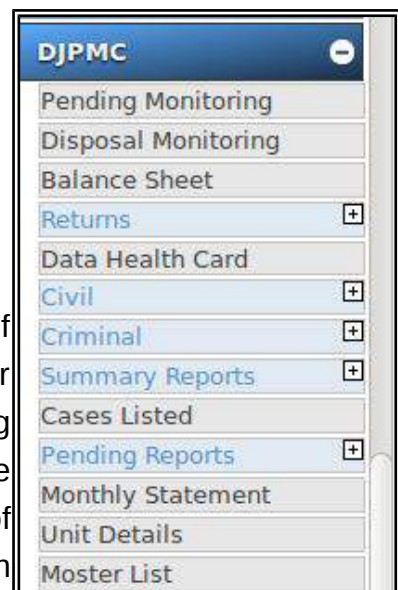 DJPMC
Pending Monitoring
Disposal Monitoring
Balance Sheet
Returns
Data Health Card
Civil
Criminal
Summary Reports
Cases Listed
Pending Reports
Monthly Statement
Unit Details
Moster List